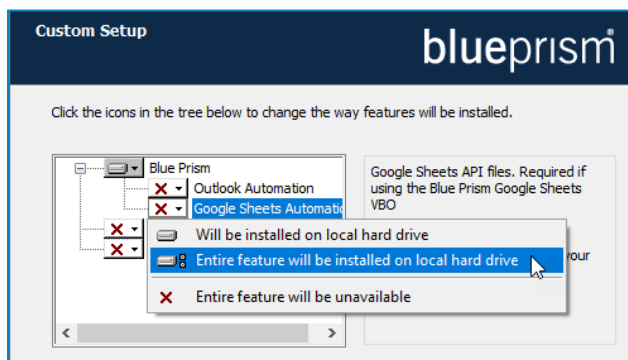 Custom Setup
blueprism
Click the icons in the tree below to change the way features will be installed.
Blue Prism
Outlook Automation
Google Sheets Automatic
Google Sheets API files. Required if
using the Blue Prism Google Sheets
VBO
Will be installed on local hard drive
Entire feature will be installed on local hard drive
your
Entire feature will be unavailable